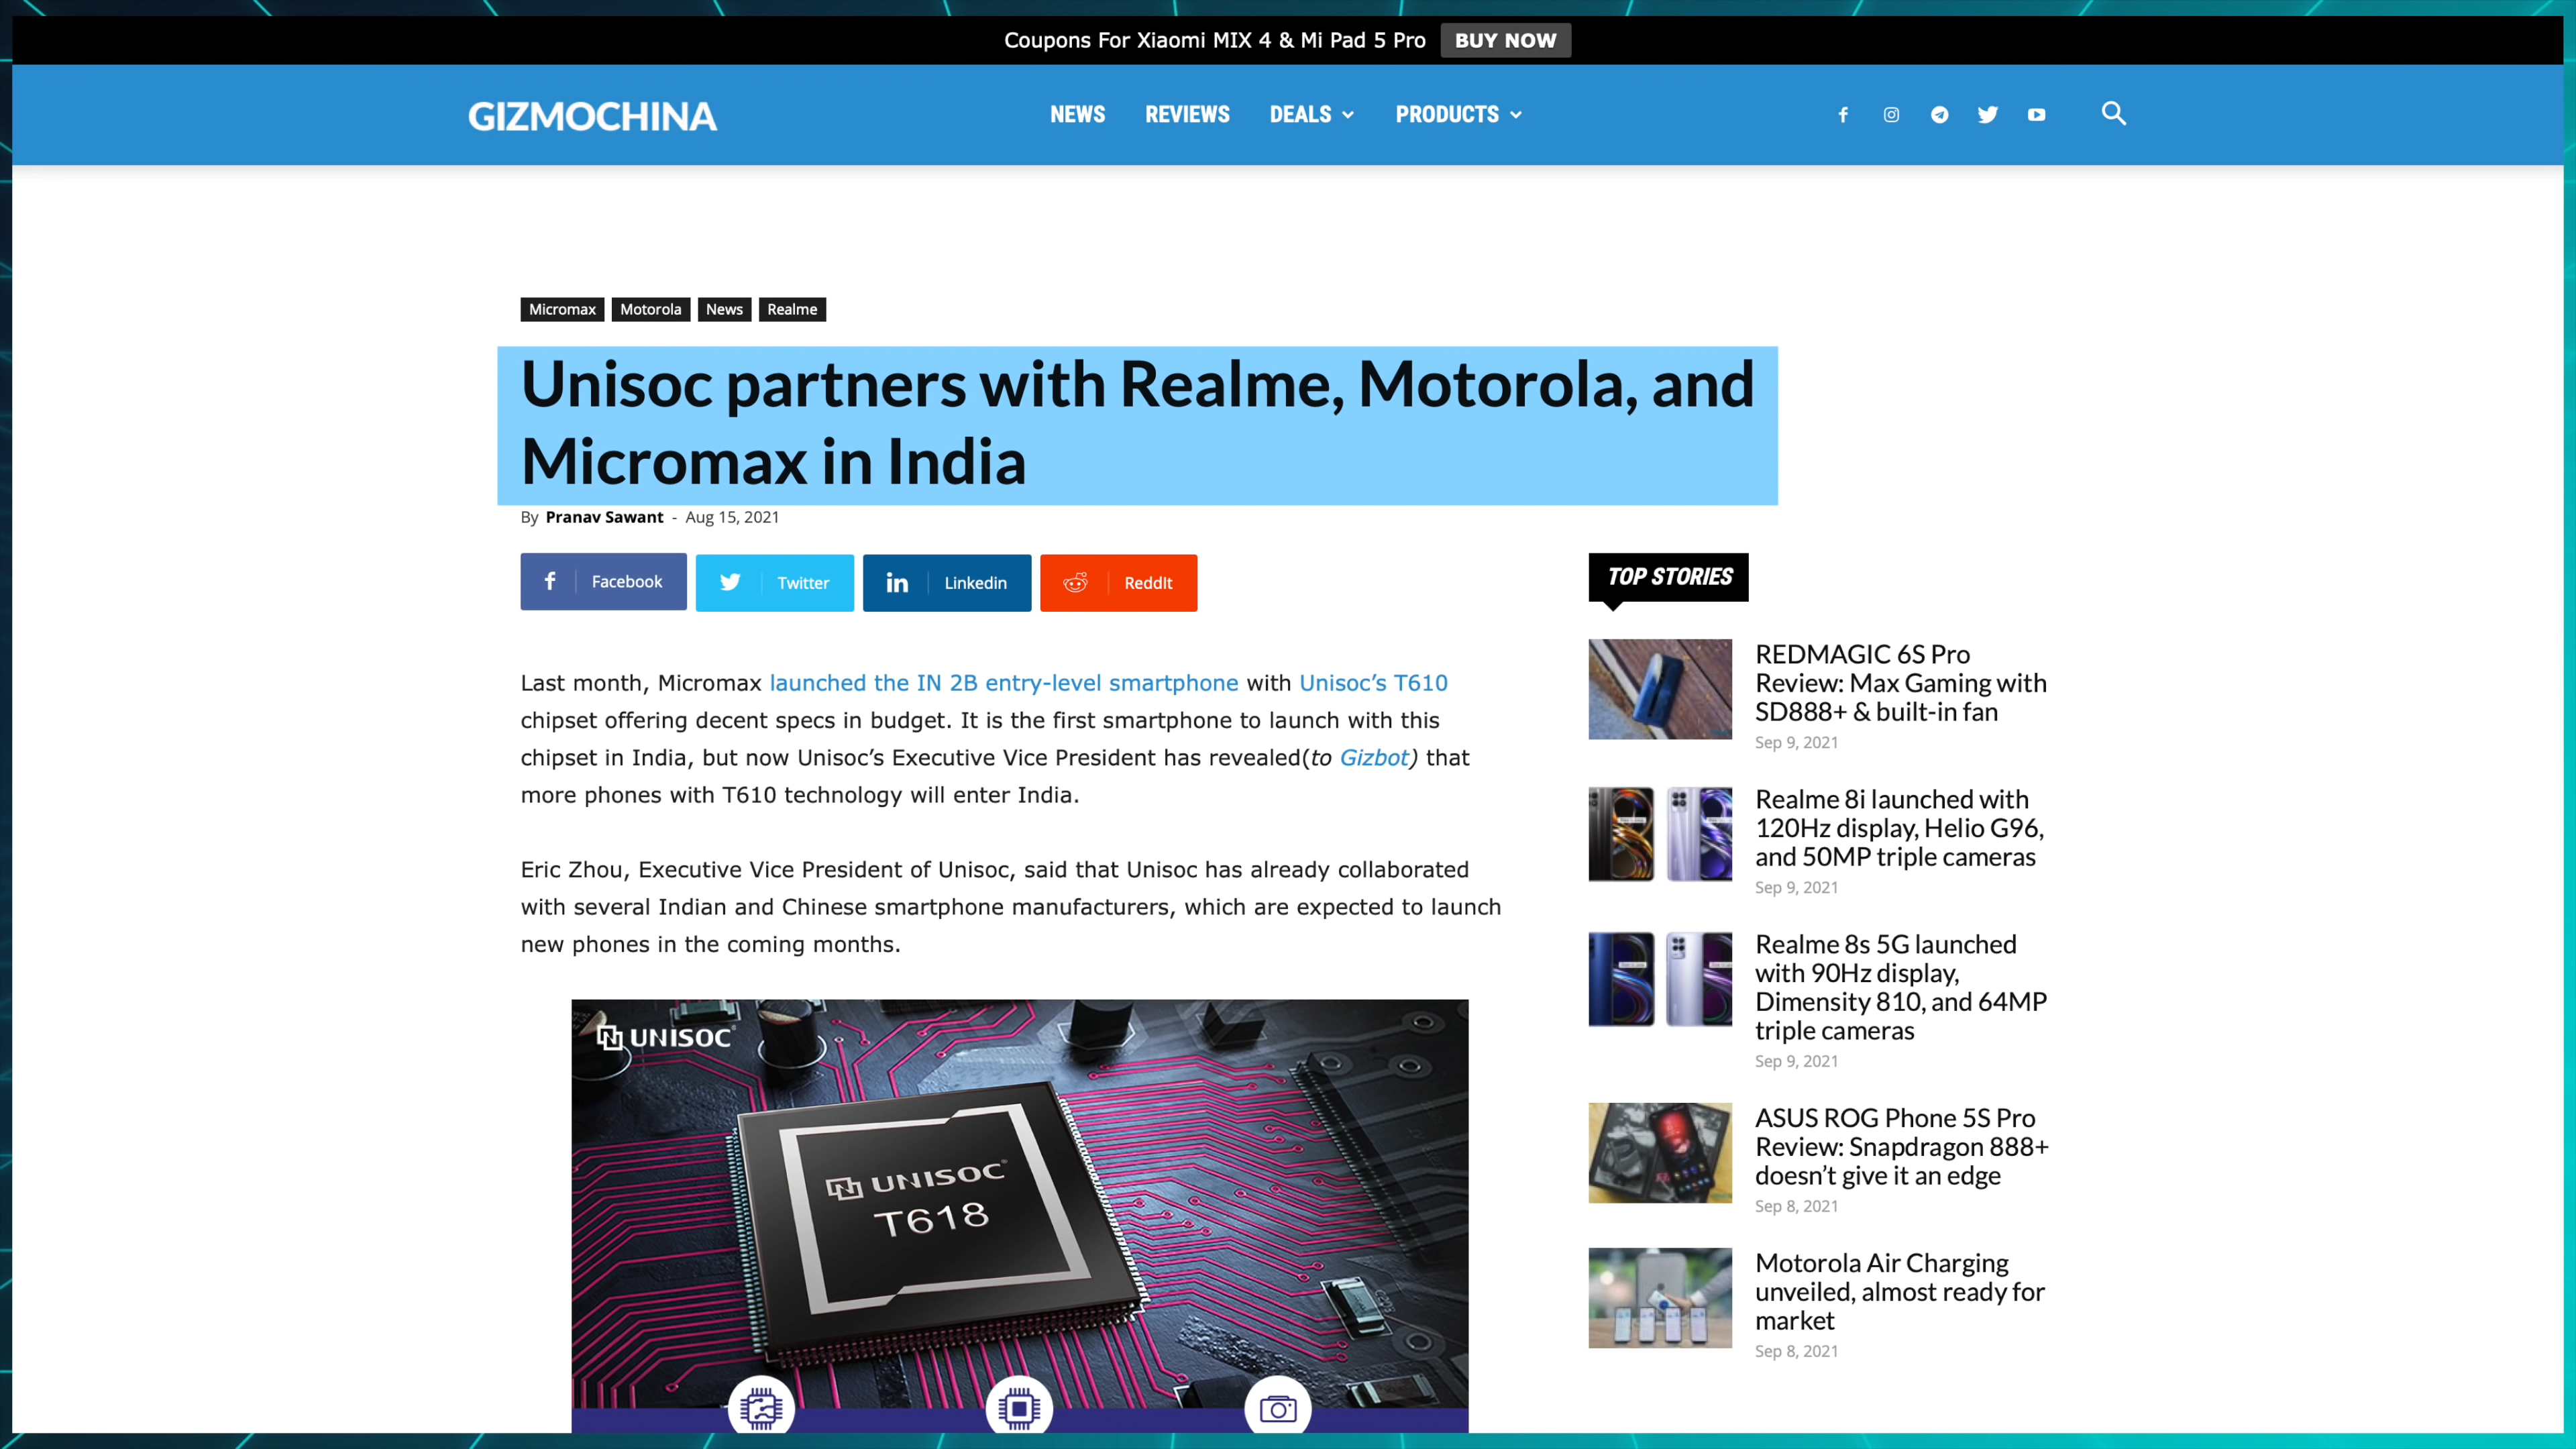 Coupons For Xiaomi MIX 4 & Mi Pad 5 Pro BUY NOW
GIZMOCHINA
NEWS REVIEWS DEALS PRODUCTS
Micromax Motorola News Realme
Unisoc partners with Realme, Motorola, and
Micromax in India
By Pranav Sawant - Aug 15, 2021
Facebook Twitter Linkedin ReddIt
Last month, Micromax launched the IN 2B entry-level smartphone with Unisoc’s T610
chipset offering decent specs in budget. It is the first smartphone to launch with this
chipset in India, but now Unisoc’s Executive Vice President has revealed(to Gizbot) that
more phones with T610 technology will enter India.
Eric Zhou, Executive Vice President of Unisoc, said that Unisoc has already collaborated
with several Indian and Chinese smartphone manufacturers, which are expected to launch
new phones in the coming months.
UNISOC
UNISOC
T618
TOP STORIES
REDMAGIC 6S Pro
Review: Max Gaming with
SD888+ & built-in fan
Sep 9, 2021
Realme 8i launched with
120Hz display, Helio G96,
and 50MP triple cameras
Sep 9, 2021
Realme 8s 5G launched
with 90Hz display,
Dimensity 810, and 64MP
triple cameras
Sep 9, 2021
ASUS ROG Phone 5S Pro
Review: Snapdragon 888+
doesn’t give it an edge
Sep 8, 2021
Motorola Air Charging
unveiled, almost ready for
market
Sep 8, 2021